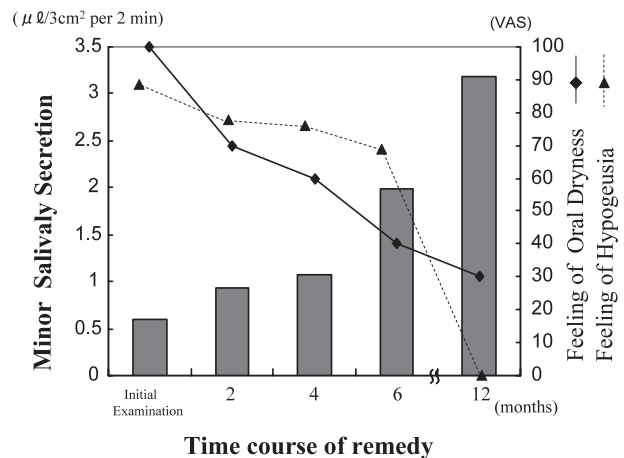 (μℓ/3cm² per 2 min)
(VAS)
3.5
3
2.5
2
1.5
1
0.5
0
Minor Salivaly Secretion
100
90
80
70
60
50
40
30
20
10
0
Feeling of Oral Dryness
Feeling of Hypogeusia
Initial
Examination
2
4
6
12
(months)
Time course of remedy